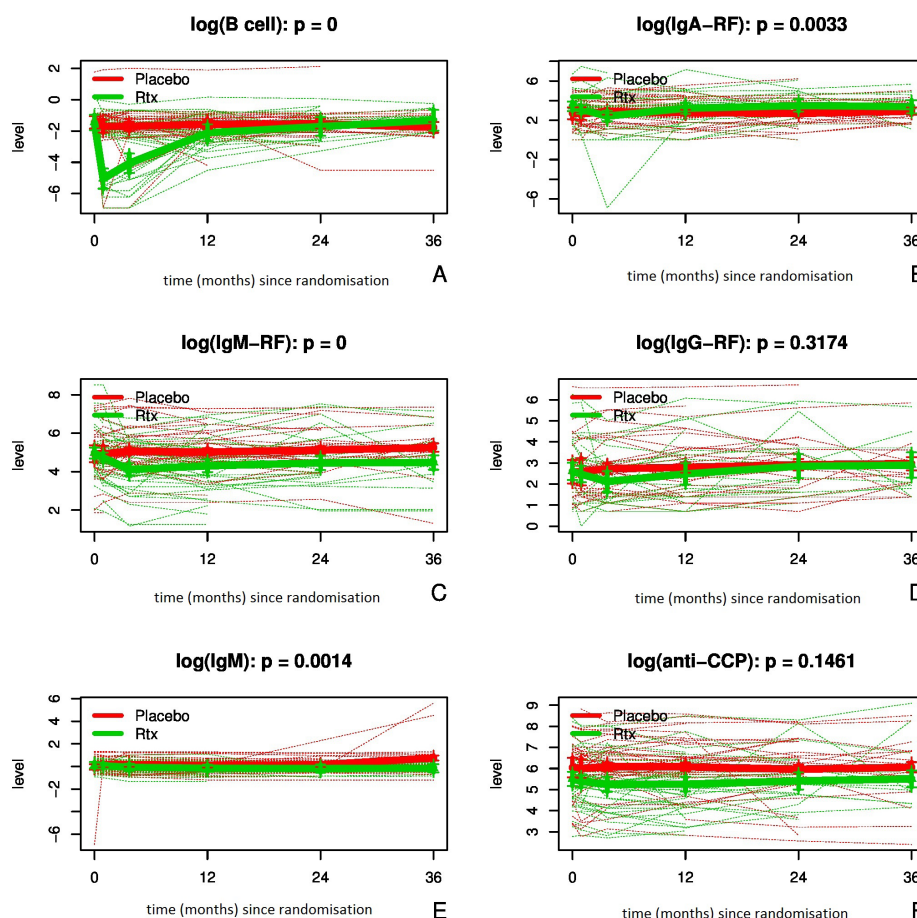 log(B cell): p = 0
2
0
−2
−4
−6
level
Placebo
Rtx
0 12 24 36
time (months) since randomisation
A
log(IgA−RF): p = 0.0033
6
4
2
−2
−6
level
Placebo
Rtx
0 12 24 36
time (months) since randomisation
log(IgM−RF): p = 0
8
6
4
2
level
Placebo
Rtx
0 12 24 36
time (months) since randomisation
C
log(IgG−RF): p = 0.3174
6
5
4
3
2
1
0
level
Placebo
Rtx
0 12 24 36
time (months) since randomisation
D
log(IgM): p = 0.0014
6
4
2
−2
−6
level
Placebo
Rtx
0 12 24 36
time (months) since randomisation
E
log(anti−CCP): p = 0.1461
9
8
7
6
5
4
3
level
Placebo
Rtx
0 12 24 36
time (months) since randomisation